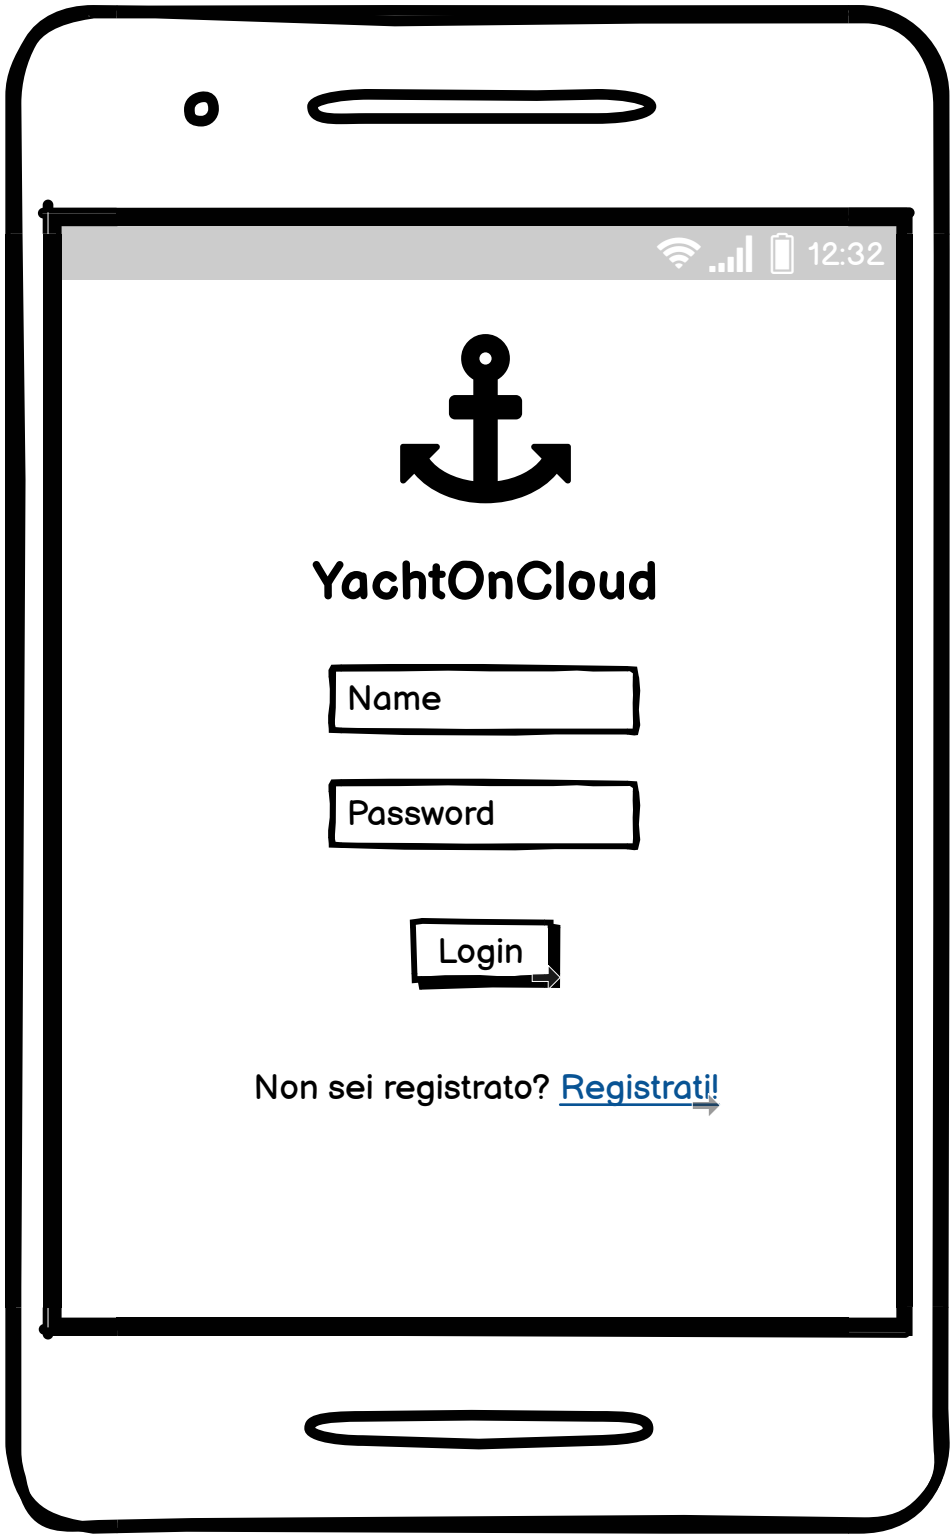 12:32
YachtOnCloud
Name
Password
Login
Non sei registrato? Registrati!